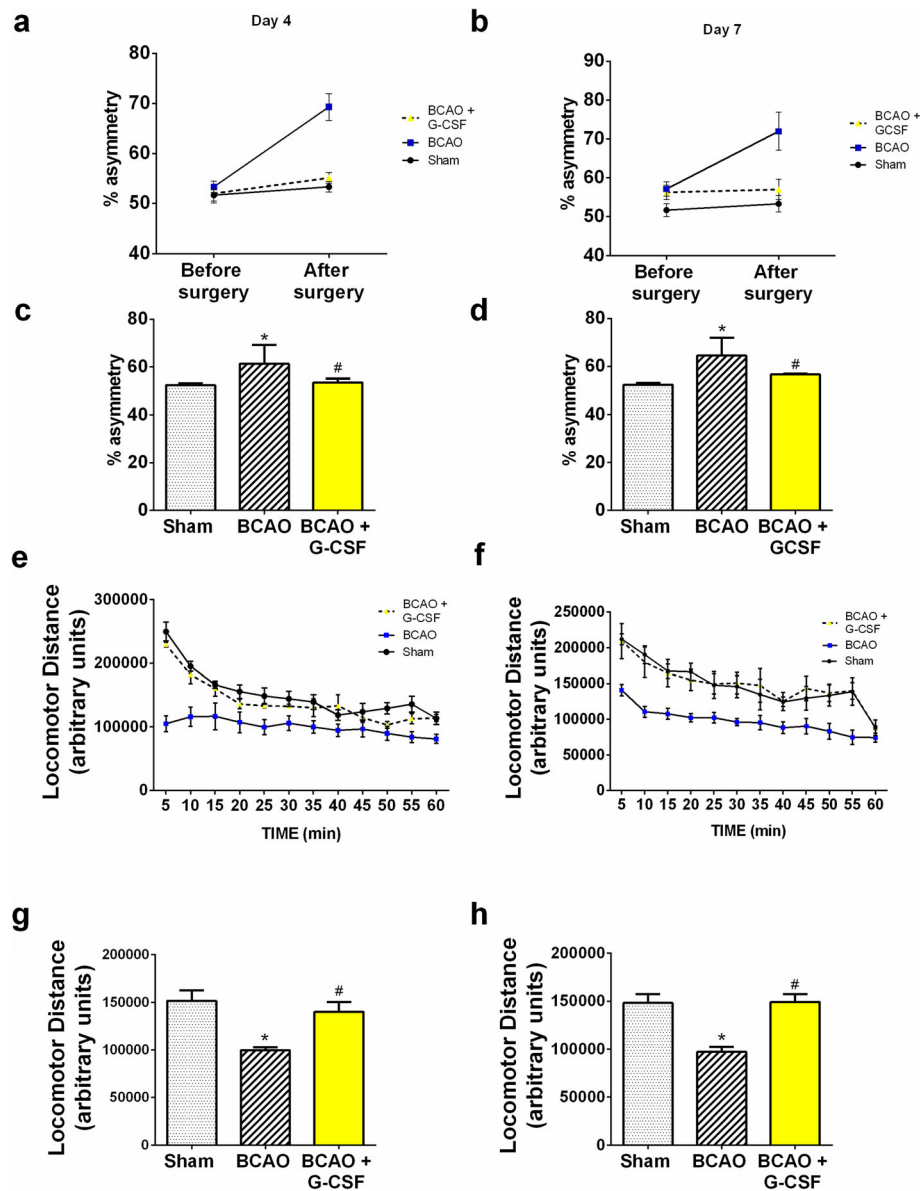 a
Day 4
% asymmetry
80
70
60
50
40
Before
surgery
After
surgery
BCAO +
G-CSF
BCAO
Sham
b
Day 7
% asymmetry
90
80
70
60
50
40
Before
surgery
After
surgery
BCAO +
GCSF
BCAO
Sham
c
% asymmetry
80
60
40
20
0
*
#
Sham
BCAO
BCAO +
G-CSF
d
% asymmetry
80
60
40
20
0
*
#
Sham
BCAO
BCAO +
GCSF
e
Locomotor Distance
(arbitrary units)
300000
200000
100000
0
5 10 15 20 25 30 35 40 45 50 55 60
TIME (min)
BCAO +
G-CSF
BCAO
Sham
f
Locomotor Distance
(arbitrary units)
250000
200000
150000
100000
50000
0
5 10 15 20 25 30 35 40 45 50 55 60
TIME (min)
BCAO +
G-CSF
BCAO
Sham
g
Locomotor Distance
(arbitrary units)
200000
150000
100000
50000
0
*
#
Sham
BCAO
BCAO +
G-CSF
h
Locomotor Distance
(arbitrary units)
200000
150000
100000
50000
0
*
#
Sham
BCAO
BCAO +
G-CSF